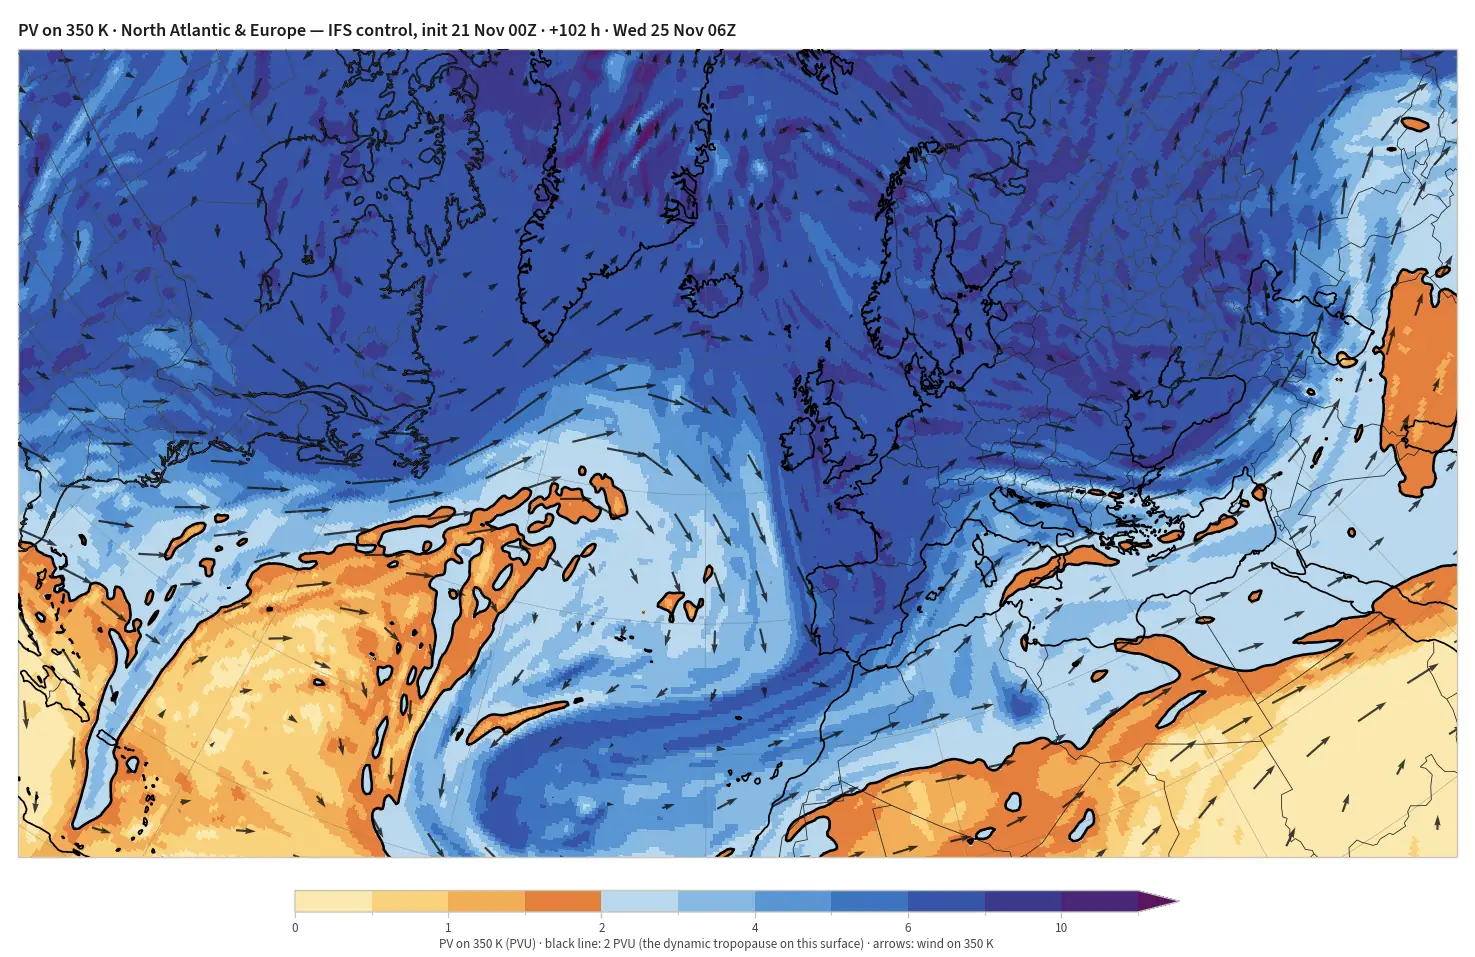 PV on 350 K · North Atlantic & Europe — IFS control, init 21 Nov 00Z · +102 h · Wed 25 Nov 06Z
0 1 2 4 6 10
PV on 350 K (PVU) · black line: 2 PVU (the dynamic tropopause on this surface) · arrows: wind on 350 K